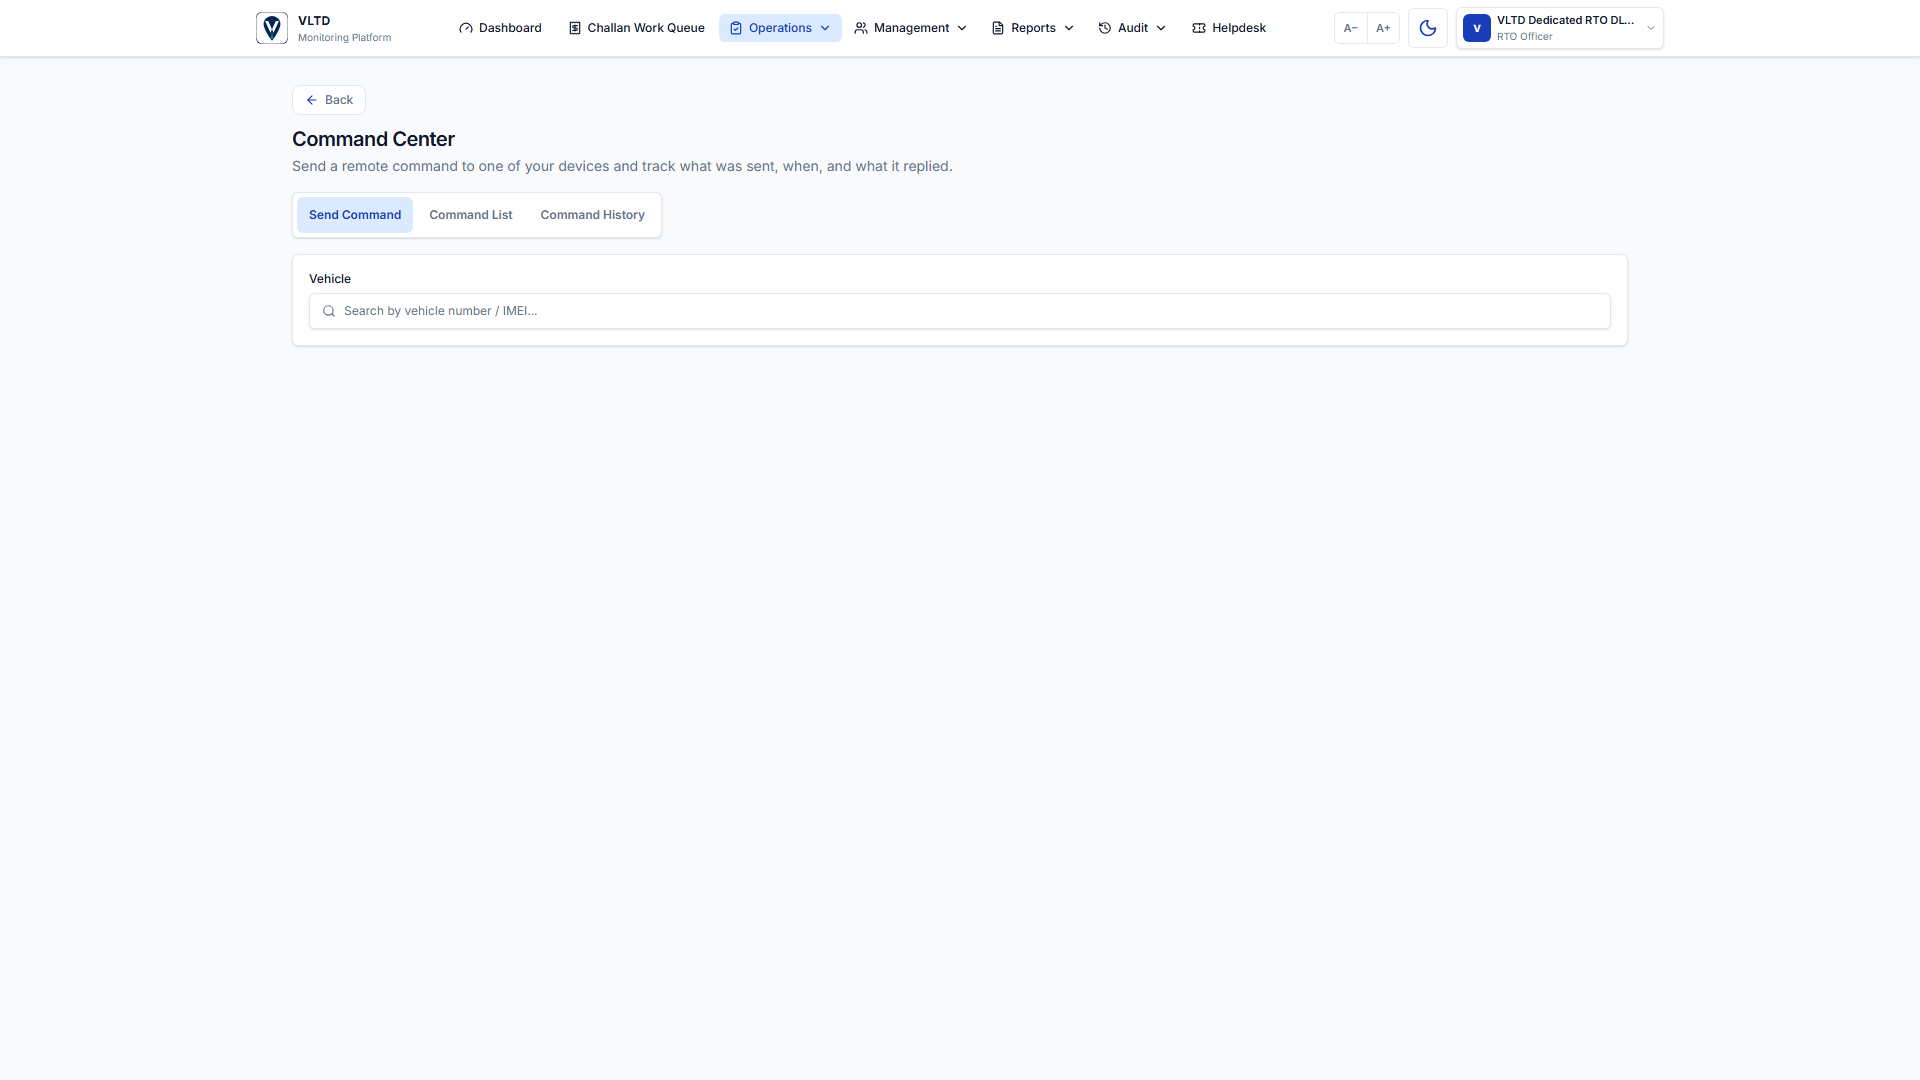 VLTD
Monitoring Platform
Dashboard
Challan Work Queue
Operations
Management
Reports
Audit
Helpdesk
A−
A+
V
VLTD Dedicated RTO DL...
RTO Officer
Back
Command Center
Send a remote command to one of your devices and track what was sent, when, and what it replied.
Send Command
Command List
Command History
Vehicle
Search by vehicle number / IMEI...